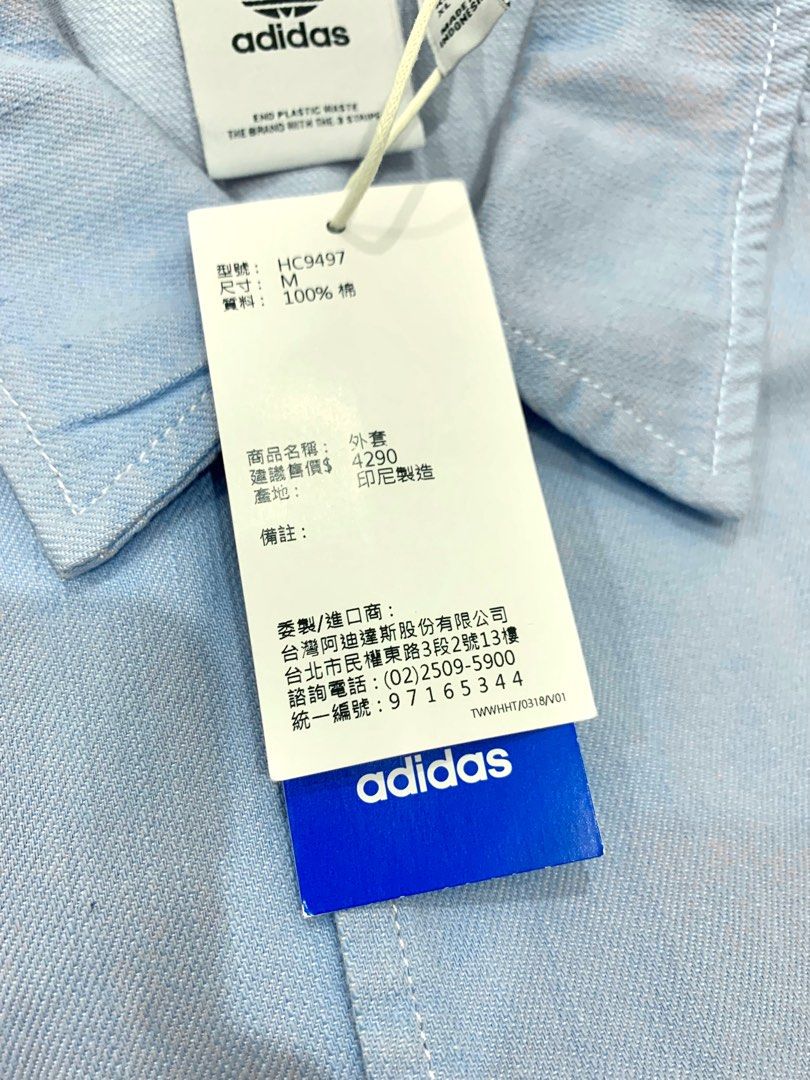 adidas
END PLASTIC WASTE
THE BRAND WITH THE 3 STRIPES
XL
MADE IN
INDONESIA
型號： HC9497
尺寸： M
質料： 100% 棉
商品名稱： 外套
建議售價$ 4290
產地： 印尼製造
備註：
委製/進口商：
台灣阿迪達斯股份有限公司
台北市民權東路3段2號13樓
諮詢電話：(02)2509-5900
統一編號：97165344
TWWHHT/0318/V01
adidas